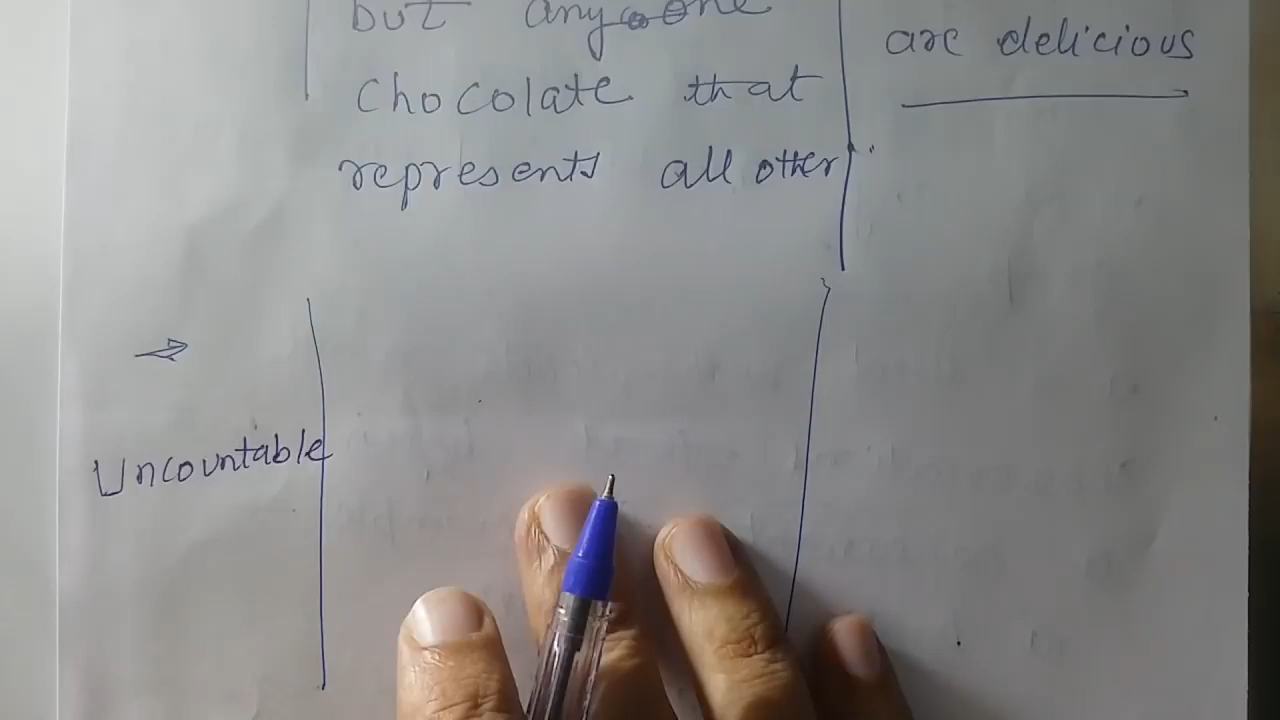 but anyone
chocolate that
represents all other
are delicious
Uncountable